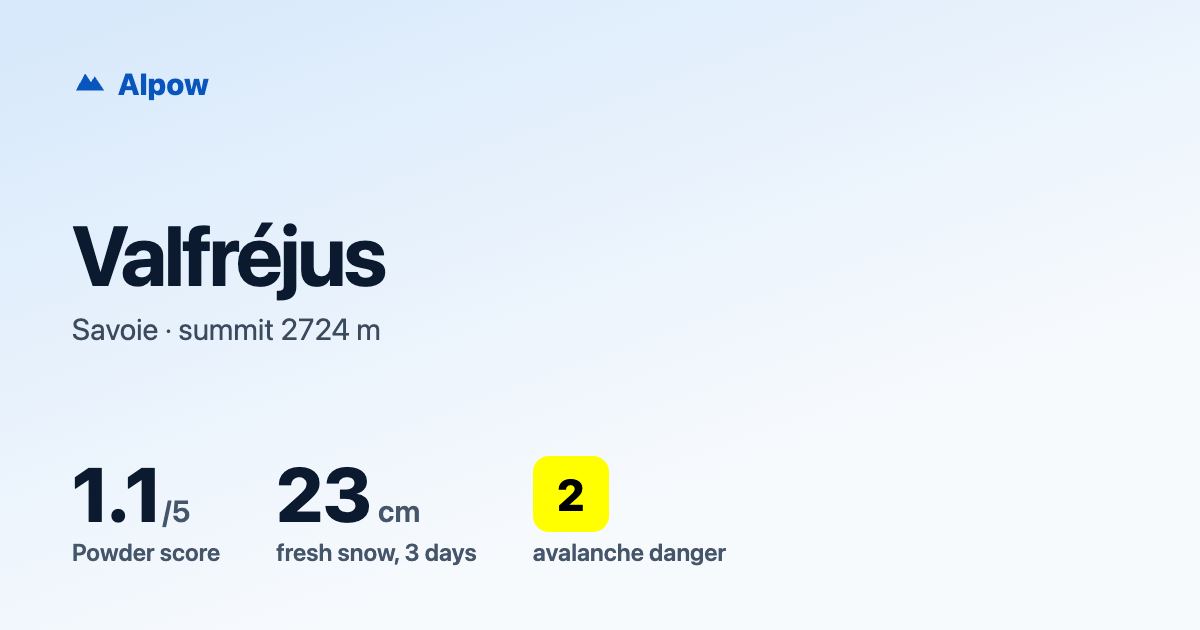 Alpow
Valfréjus
Savoie · summit 2724 m
1.1/5
Powder score
23 cm
fresh snow, 3 days
2
avalanche danger